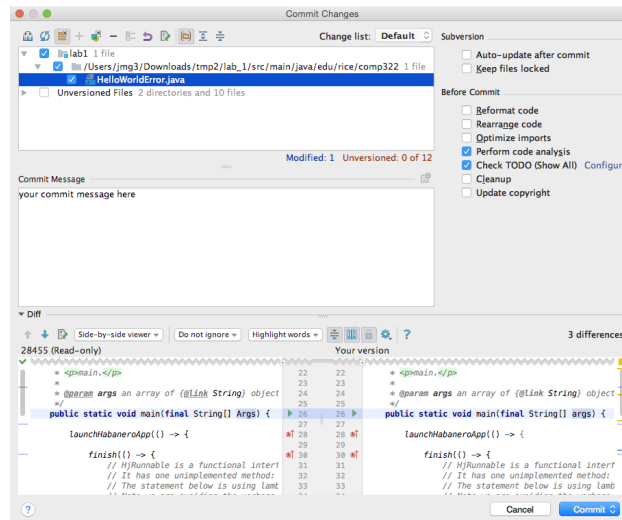 Commit Changes
Change list: Default
Subversion
lab1 1 file
/Users/jmg3/Downloads/tmp2/lab_1/src/main/java/edu/rice/comp322 1 file
HelloWorldError.java
Unversioned Files 2 directories and 10 files
Auto-update after commit
Keep files locked
Before Commit
Reformat code
Rearrange code
Optimize imports
Perform code analysis
Check TODO (Show All) Configur
Cleanup
Update copyright
Modified: 1 Unversioned: 0 of 12
Commit Message
your commit message here
Diff
Side-by-side viewer Do not ignore Highlight words ? 3 differences
28455 (Read-only) Your version
* <p>main.</p> 22 22 * <p>main.</p>
* 23 23 *
* @param args an array of {@link String} object 24 24 * @param args an array of {@link String} object
*/ 25 25 */
public static void main(final String[] Args) { 26 26 public static void main(final String[] args) {
27 27
launchHabaneroApp(() -> { 28 28 launchHabaneroApp(() -> {
29 29
finish(() -> { 30 30 finish(() -> {
// HjRunnable is a functional interf 31 31 // HjRunnable is a functional interf
// It has one unimplemented method: 32 32 // It has one unimplemented method:
// The statement below is using lamb 33 33 // The statement below is using lamb
? Cancel Commit